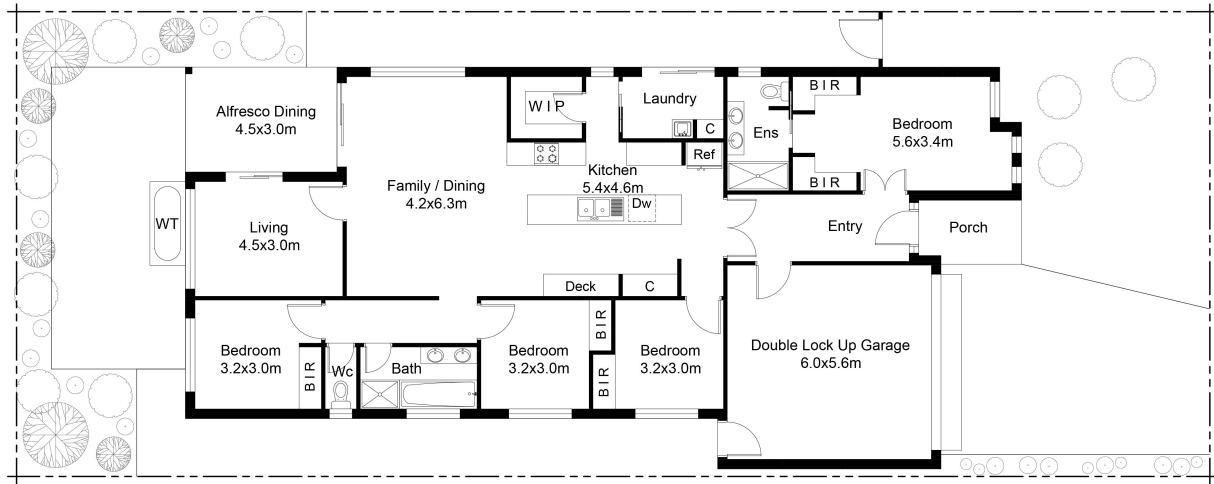 Alfresco Dining
4.5x3.0m
W I P
Laundry
C
Ens
B I R
Bedroom
5.6x3.4m
B I R
Ref
Kitchen
5.4x4.6m
Dw
Family / Dining
4.2x6.3m
WT
Living
4.5x3.0m
Entry
Porch
Deck
C
Bedroom
3.2x3.0m
B I R
Wc
Bath
Bedroom
3.2x3.0m
B I R
B I R
Bedroom
3.2x3.0m
Double Lock Up Garage
6.0x5.6m